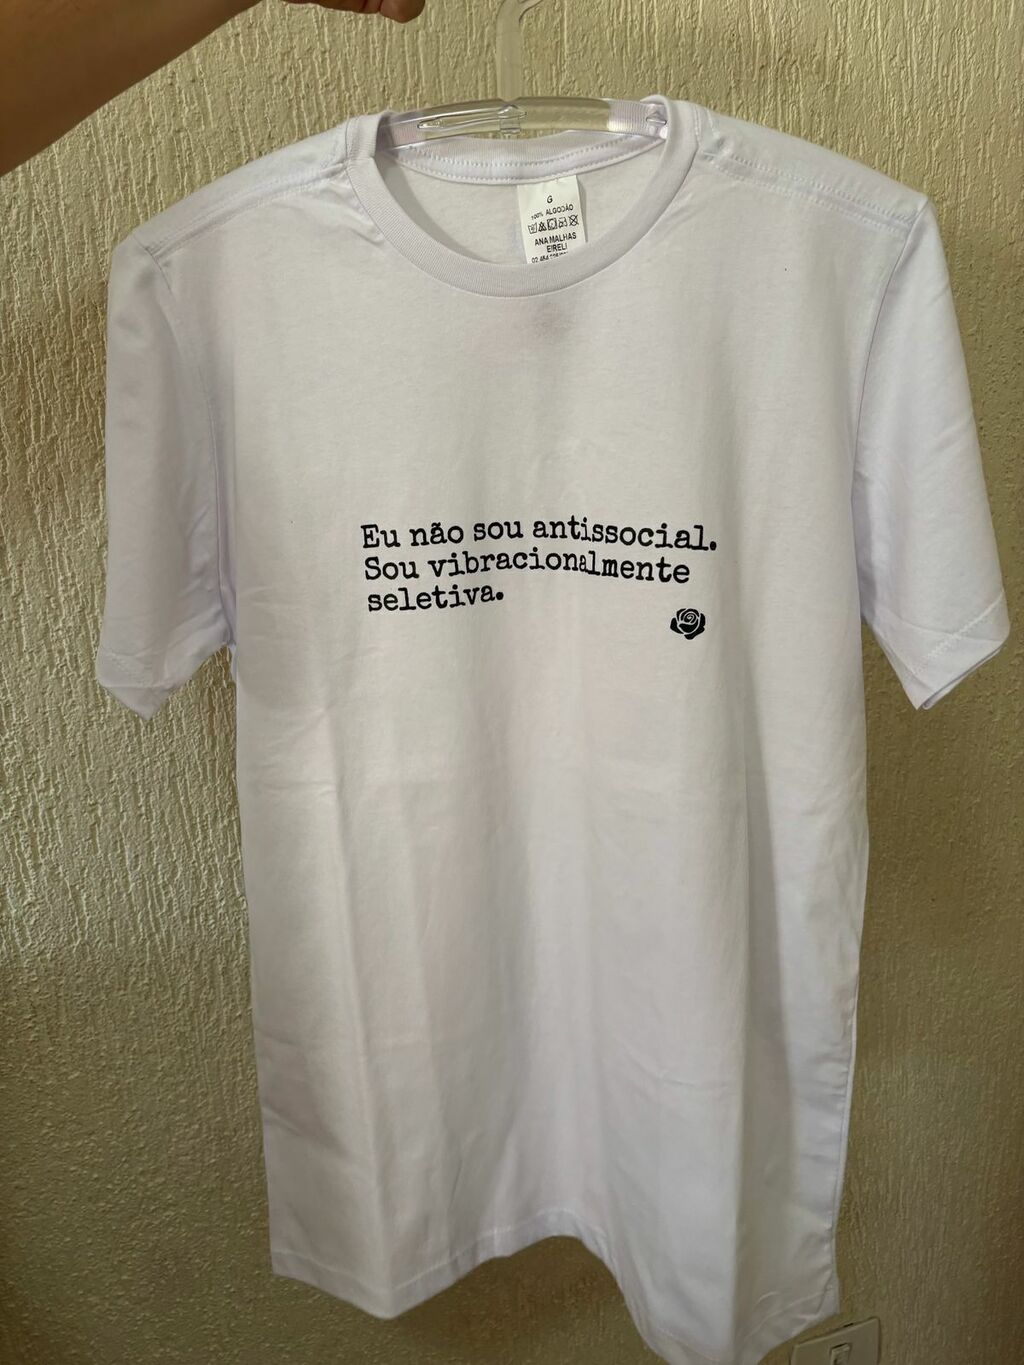 G
100% ALGODÃO
ANA MALHAS
EIRELI
Eu não sou antissocial.
Sou vibracionalmente
seletiva.